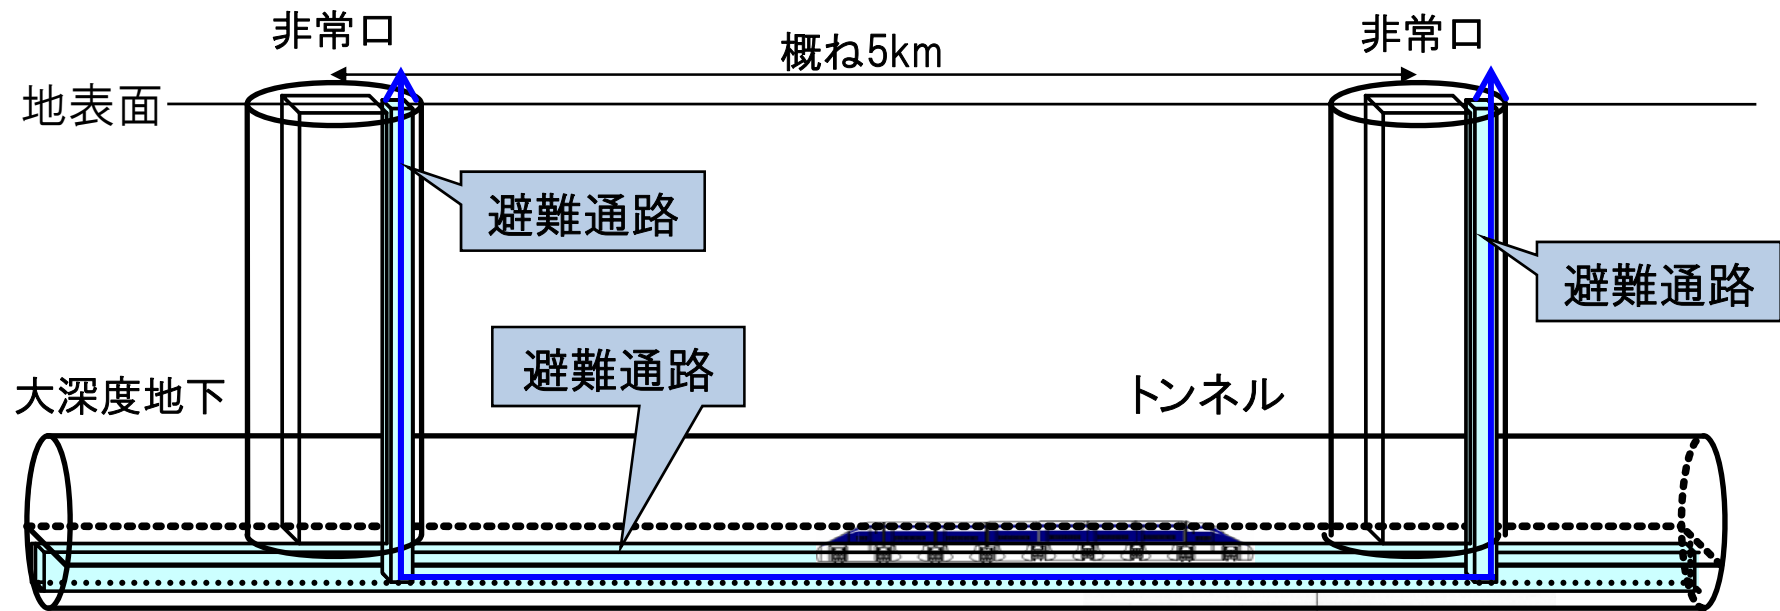 非常口
概ね5km
非常口
地表面
避難通路
避難通路
避難通路
大深度地下
トンネル